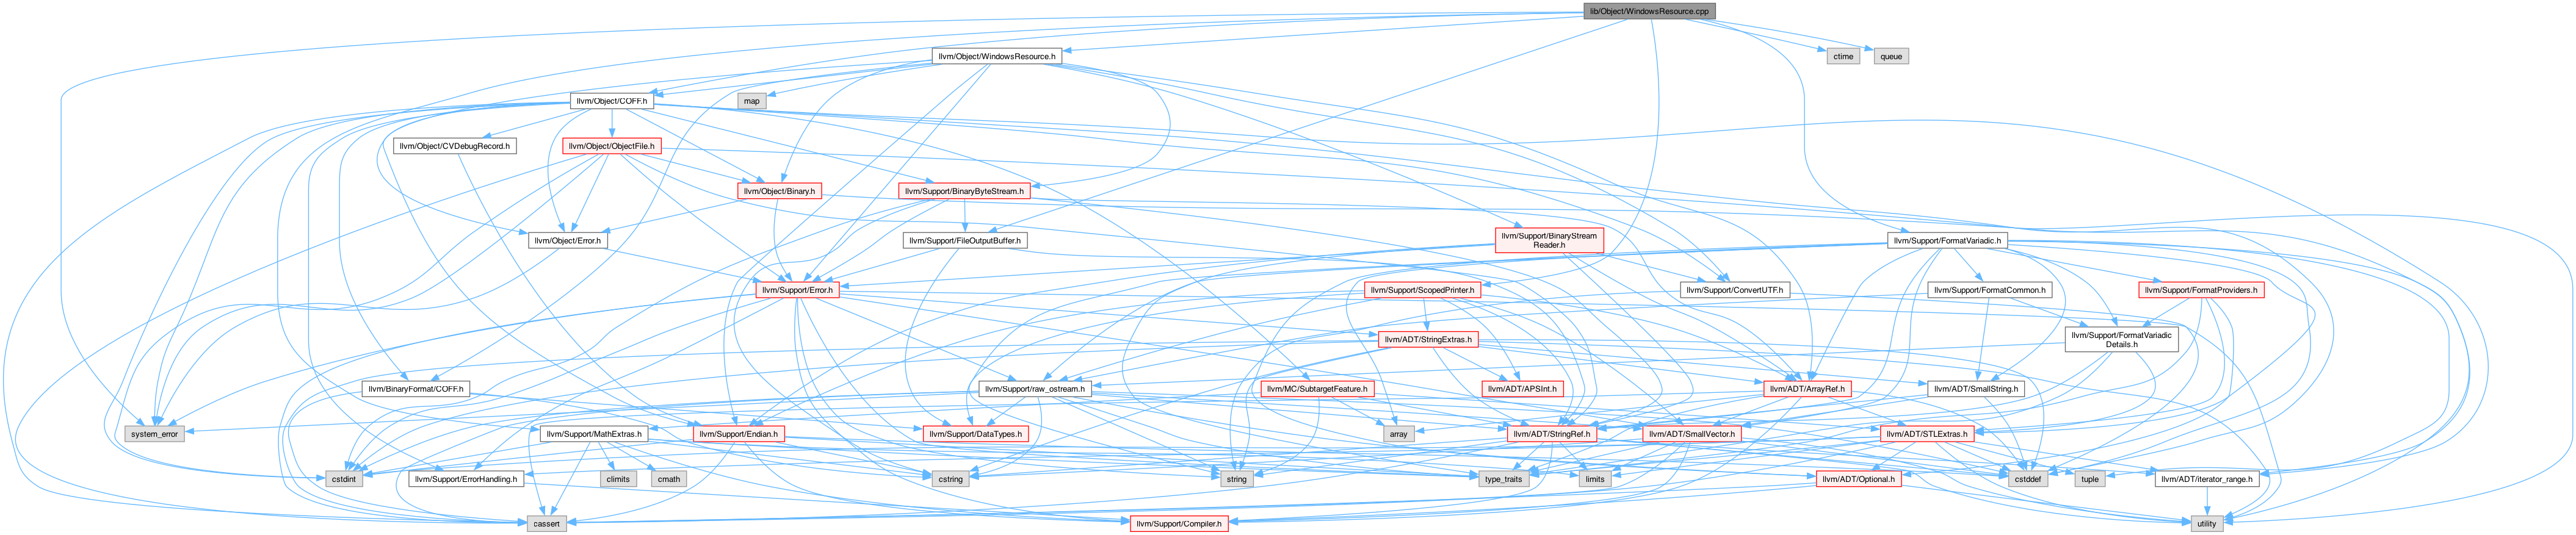 lib/Object/WindowsResource.cpp
llvm/Object/WindowsResource.h
ctime
queue
map
llvm/Object/COFF.h
llvm/Object/CVDebugRecord.h
llvm/Object/ObjectFile.h
llvm/Object/Binary.h
llvm/Support/BinaryByteStream.h
llvm/Object/Error.h
llvm/Support/FileOutputBuffer.h
llvm/Support/BinaryStream
Reader.h
llvm/Support/FormatVariadic.h
llvm/Support/Error.h
llvm/Support/ScopedPrinter.h
llvm/Support/ConvertUTF.h
llvm/Support/FormatCommon.h
llvm/Support/FormatProviders.h
llvm/ADT/StringExtras.h
llvm/Support/FormatVariadic
Details.h
llvm/BinaryFormat/COFF.h
llvm/Support/raw_ostream.h
llvm/MC/SubtargetFeature.h
llvm/ADT/APSInt.h
llvm/ADT/ArrayRef.h
llvm/ADT/SmallString.h
system_error
llvm/Support/MathExtras.h
llvm/Support/Endian.h
llvm/Support/DataTypes.h
array
llvm/ADT/StringRef.h
llvm/ADT/SmallVector.h
llvm/ADT/STLExtras.h
cstdint
llvm/Support/ErrorHandling.h
climits
cmath
cstring
string
type_traits
limits
llvm/ADT/Optional.h
cstddef
tuple
llvm/ADT/iterator_range.h
cassert
llvm/Support/Compiler.h
utility